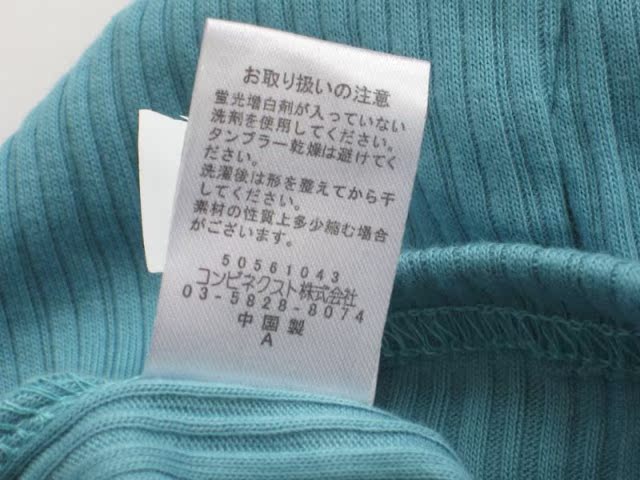 お取り扱いの注意
蛍光増白剤が入っていない
洗剤を使用してください。
タンブラー乾燥は避けてく
ださい。
洗濯後は形を整えてから干
してください。
素材の性質上多少縮む場合
がございます。
50561043
コンビネクスト株式会社
03-5828-8074
中国製
A